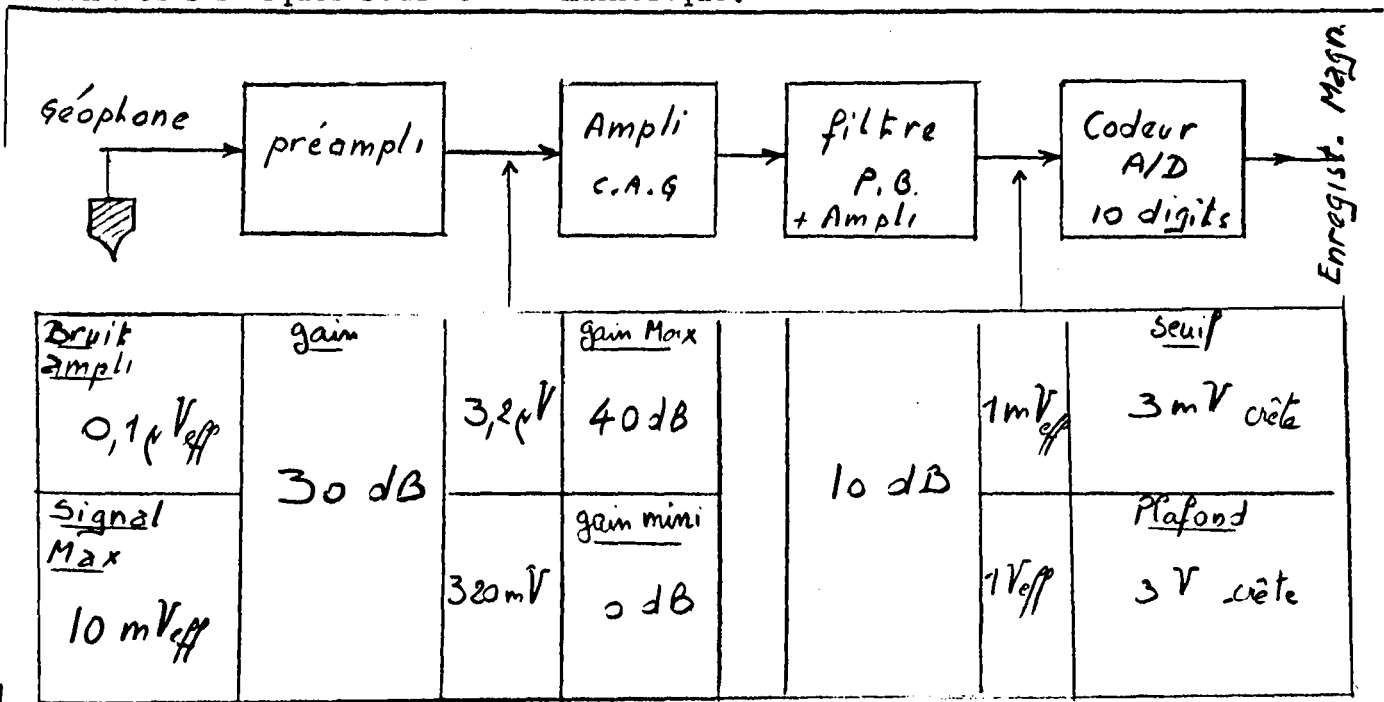 Géophone
préampli
Ampli
C.A.G
filtre
P.B.
+ Ampli
Codeur
A/D
10 digits
Enregist. Magn.
Bruit
ampli
0,1 μVeff
gain
30 dB
3,2 μV
gain Max
40 dB
10 dB
1 mVeff
Seuil
3 mV crête
Signal
Max
10 mVeff
320 mV
gain mini
0 dB
1 Veff
Plafond
3 V crête